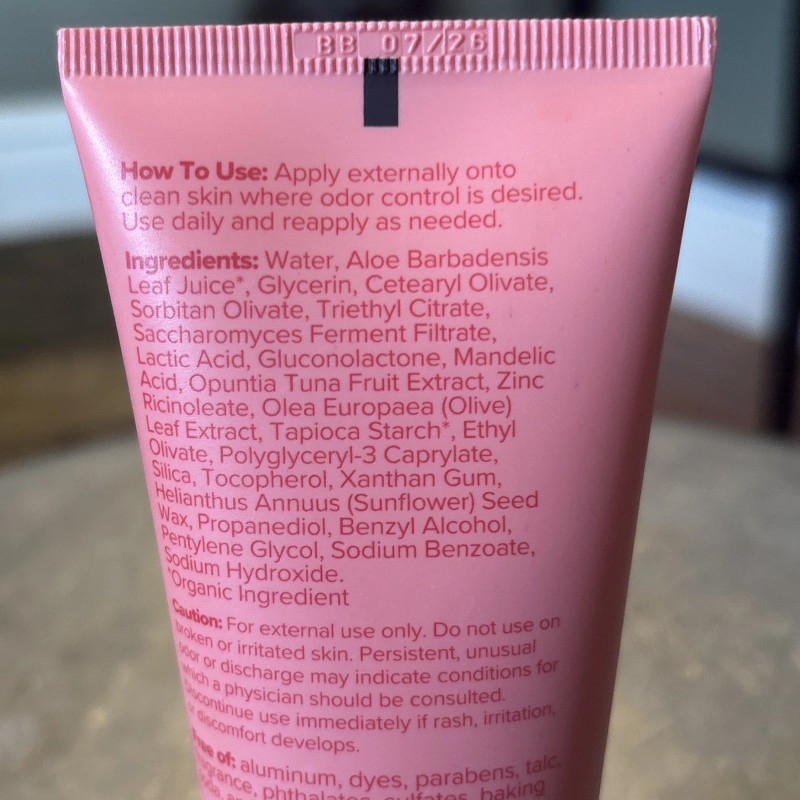 BB 07/26
How To Use: Apply externally onto
clean skin where odor control is desired.
Use daily and reapply as needed.
Ingredients: Water, Aloe Barbadensis
Leaf Juice*, Glycerin, Cetearyl Olivate,
Sorbitan Olivate, Triethyl Citrate,
Saccharomyces Ferment Filtrate,
Lactic Acid, Gluconolactone, Mandelic
Acid, Opuntia Tuna Fruit Extract, Zinc
Ricinoleate, Olea Europaea (Olive)
Leaf Extract, Tapioca Starch*, Ethyl
Olivate, Polyglyceryl-3 Caprylate,
Silica, Tocopherol, Xanthan Gum,
Helianthus Annuus (Sunflower) Seed
Wax, Propanediol, Benzyl Alcohol,
Pentylene Glycol, Sodium Benzoate,
Sodium Hydroxide.
*Organic Ingredient
Caution: For external use only. Do not use on
broken or irritated skin. Persistent, unusual
odor or discharge may indicate conditions for
which a physician should be consulted.
Discontinue use immediately if rash, irritation,
or discomfort develops.
Free of: aluminum, dyes, parabens, talc,
fragrance, phthalates, sulfates, baking